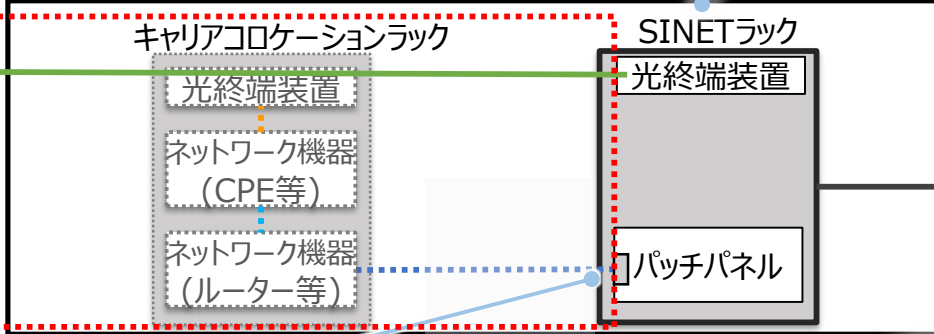 キャリアコロケーションラック
SINETラック
光終端装置
光終端装置
ネットワーク機器
(CPE等)
ネットワーク機器
(ルーター等)
パッチパネル